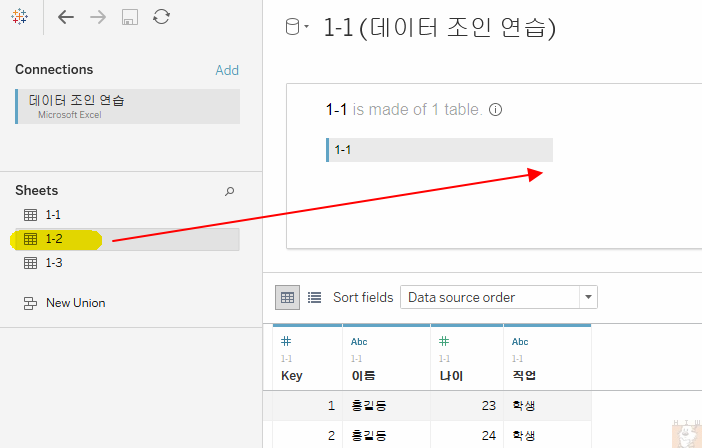 1-1 (데이터 조인 연습)
Connections
Add
데이터 조인 연습
Microsoft Excel
1-1 is made of 1 table.
1-1
Sheets
1-1
1-2
1-3
New Union
Sort fields
Data source order
# Abc # Abc
1-1 1-1 1-1 1-1
Key 이름 나이 직업
1 홍길동 23 학생
2 홍길동 24 학생